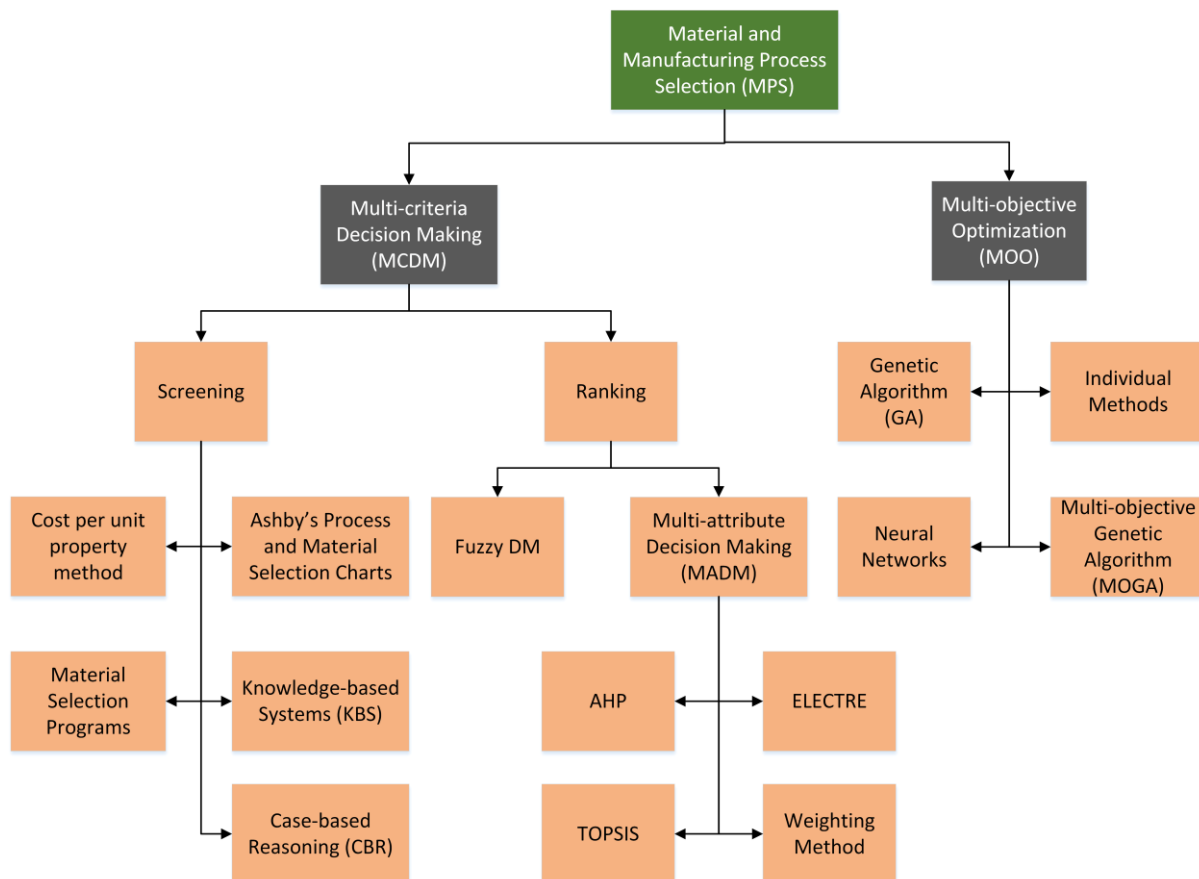 Material and
Manufacturing Process
Selection (MPS)
Multi-criteria
Decision Making
(MCDM)
Multi-objective
Optimization
(MOO)
Screening
Ranking
Genetic
Algorithm
(GA)
Individual
Methods
Cost per unit
property
method
Ashby's Process
and Material
Selection Charts
Fuzzy DM
Multi-attribute
Decision Making
(MADM)
Neural
Networks
Multi-objective
Genetic
Algorithm
(MOGA)
Material
Selection
Programs
Knowledge-based
Systems (KBS)
AHP
ELECTRE
Case-based
Reasoning (CBR)
TOPSIS
Weighting
Method